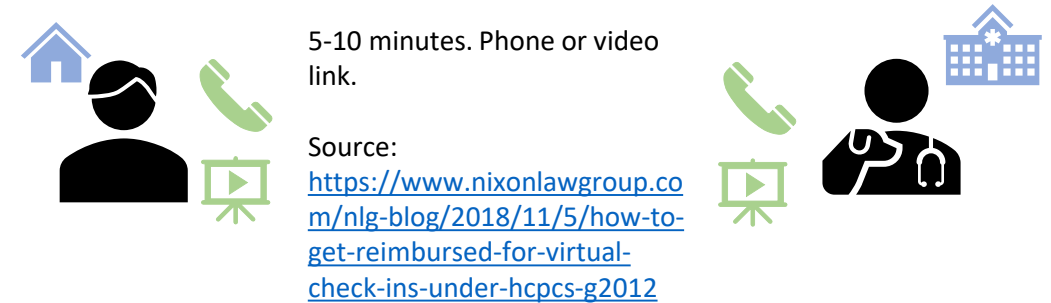 5-10 minutes. Phone or video
link.
Source:
https://www.nixonlawgroup.co
m/nlg-blog/2018/11/5/how-to-
get-reimbursed-for-virtual-
check-ins-under-hcpcs-g2012